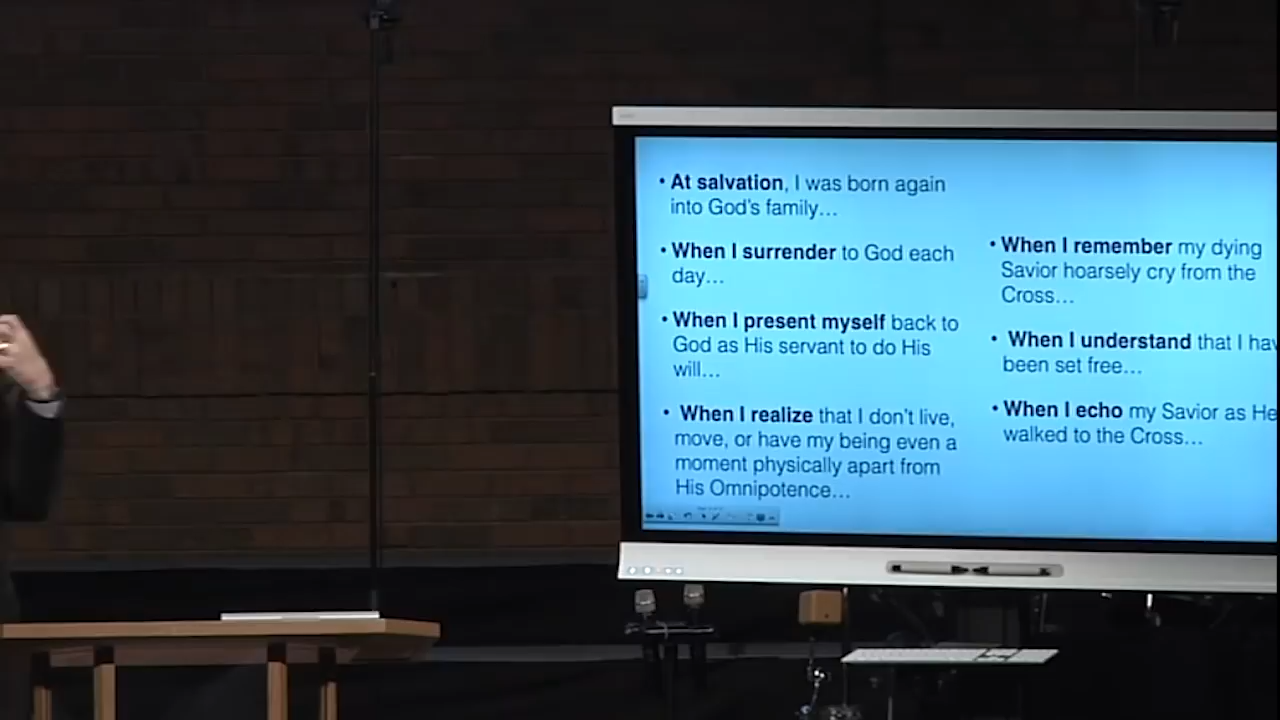 • At salvation, I was born again
into God's family…
• When I surrender to God each
day…
• When I present myself back to
God as His servant to do His
will…
• When I realize that I don't live,
move, or have my being even a
moment physically apart from
His Omnipotence…
• When I remember my dying
Savior hoarsely cry from the
Cross…
• When I understand that I hav
been set free…
• When I echo my Savior as He
walked to the Cross…